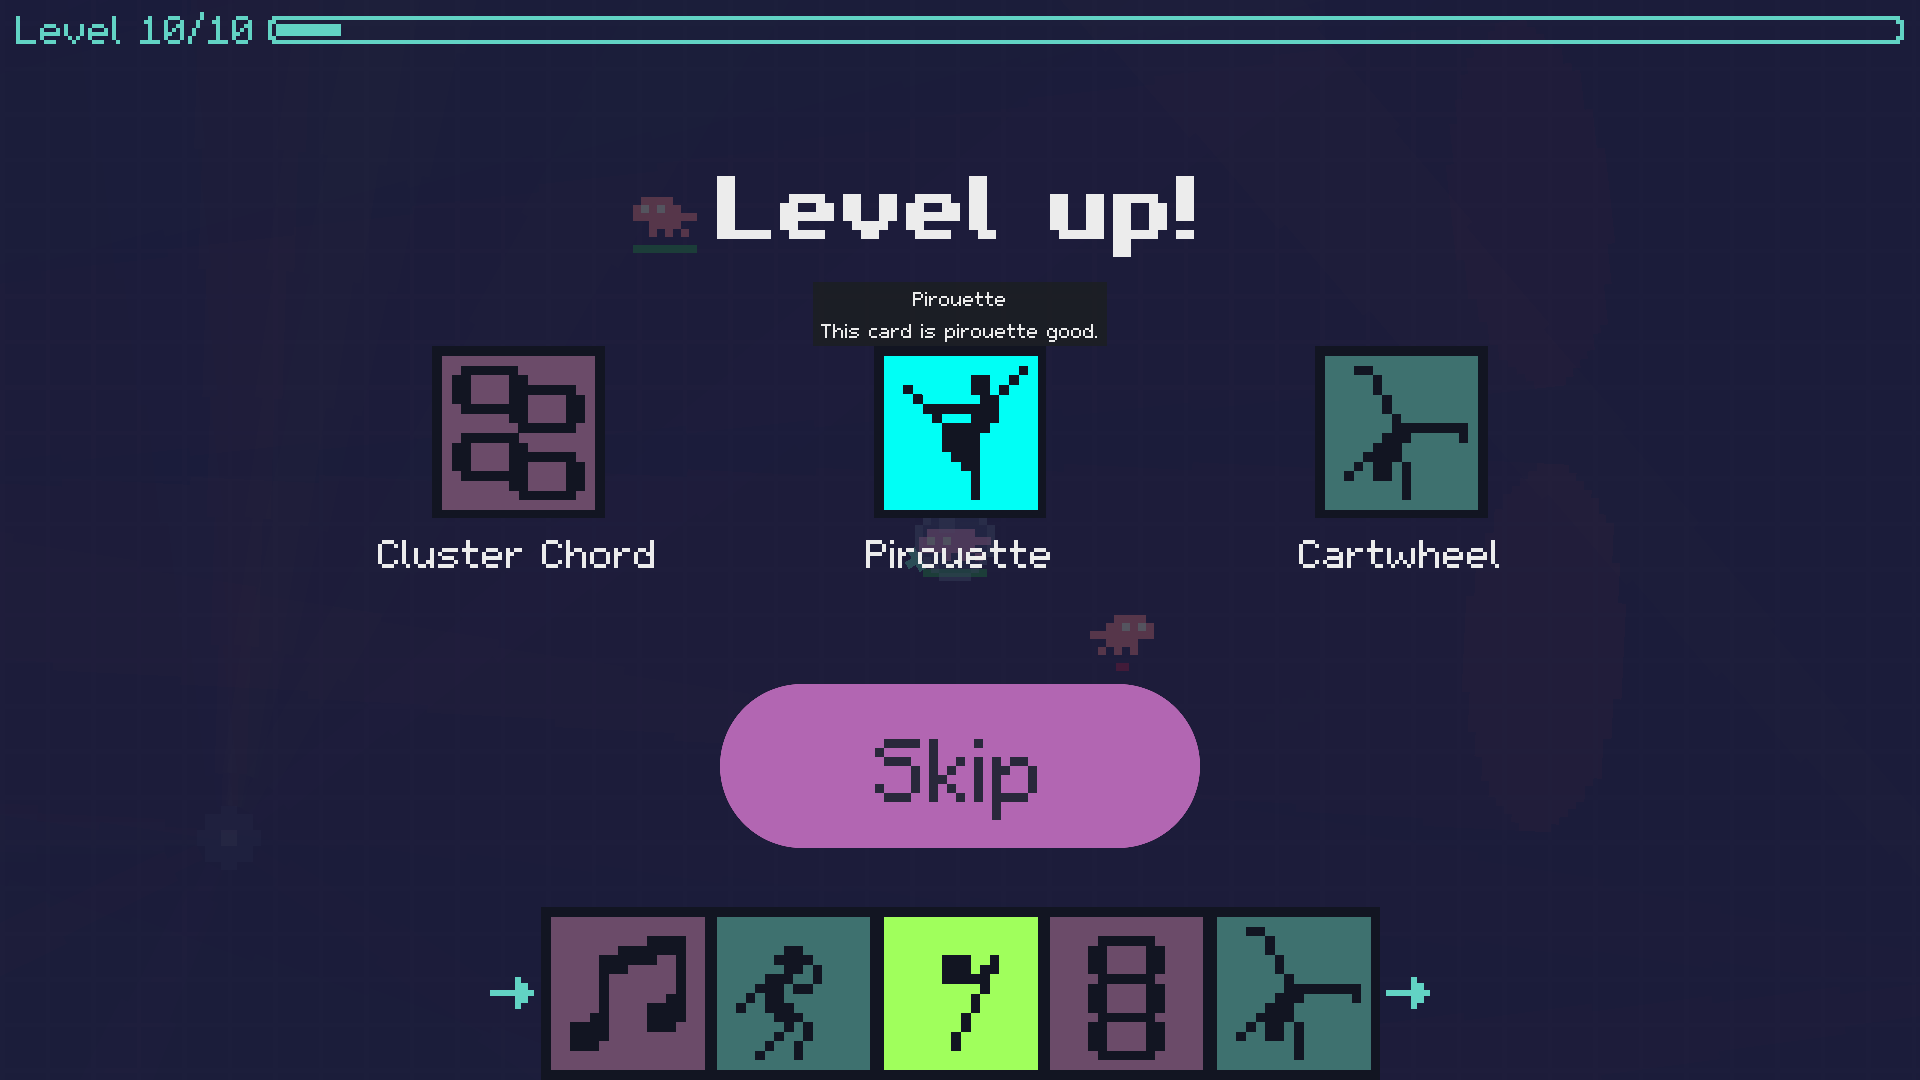 Level 10/10
Level up!
Pirouette
This card is pirouette good.
Cluster Chord
Pirouette
Cartwheel
Skip